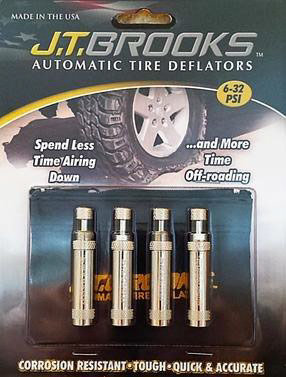 MADE IN THE USA
J.T.BROOKS™
AUTOMATIC TIRE DEFLATORS
6-32
PSI
Spend Less
Time Airing
Down
...and More
Time
Off-roading
CORROSION RESISTANT • TOUGH • QUICK & ACCURATE